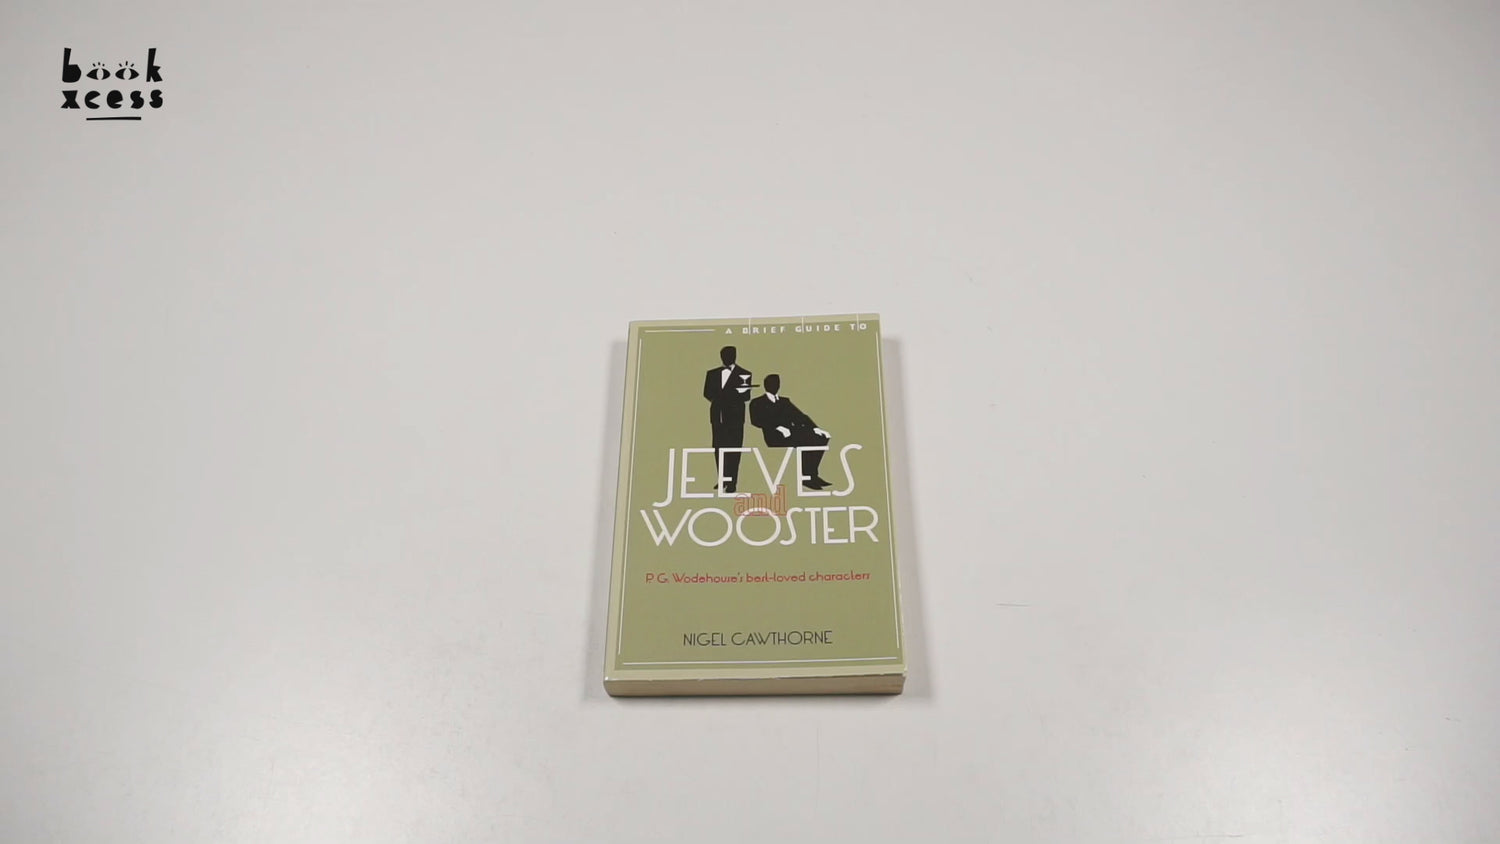 book
xcess
A BRIEF GUIDE TO
JEEVES
and
WOOSTER
P. G. Wodehouse's best-loved characters
NIGEL CAWTHORNE